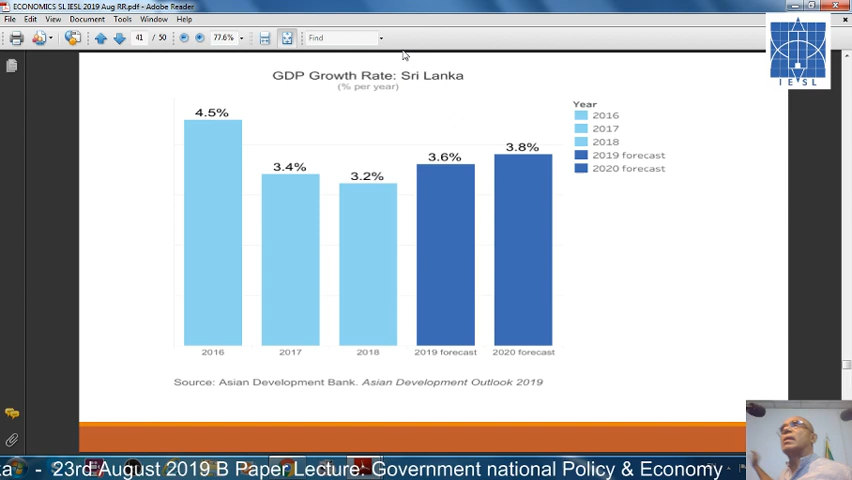 ECONOMICS SL IESL 2019 Aug RR.pdf - Adobe Reader
File Edit View Document Tools Window Help
41 / 50 77.6% Find
IESL
GDP Growth Rate: Sri Lanka
(% per year)
4.5%
3.4%
3.2%
3.6%
3.8%
Year
2016
2017
2018
2019 forecast
2020 forecast
2016 2017 2018 2019 forecast 2020 forecast
Source: Asian Development Bank. Asian Development Outlook 2019
ka - 23rd August 2019 B Paper Lecture: Government national Policy & Economy